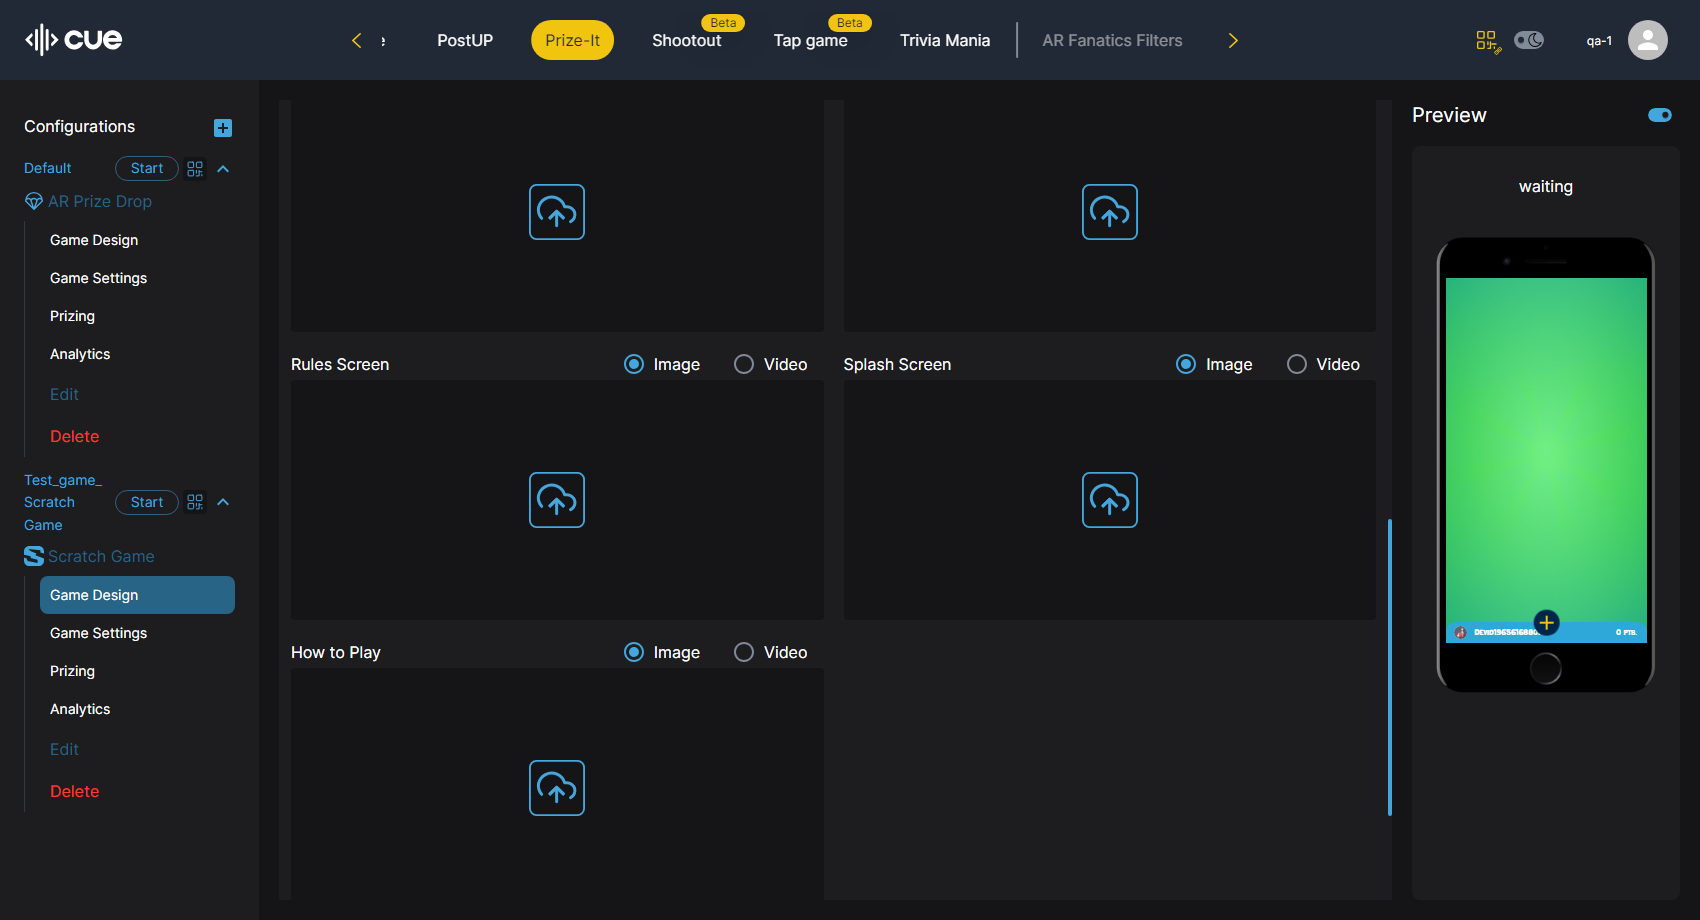 cue
PostUP
Prize-It
Beta
Shootout
Beta
Tap game
Trivia Mania
AR Fanatics Filters
qa-1
Configurations
Default
Start
AR Prize Drop
Game Design
Game Settings
Prizing
Analytics
Edit
Delete
Test_game_
Scratch
Game
Start
Scratch Game
Game Design
Game Settings
Prizing
Analytics
Edit
Delete
Rules Screen
Image
Video
Splash Screen
Image
Video
How to Play
Image
Video
Preview
waiting
0 PTS.